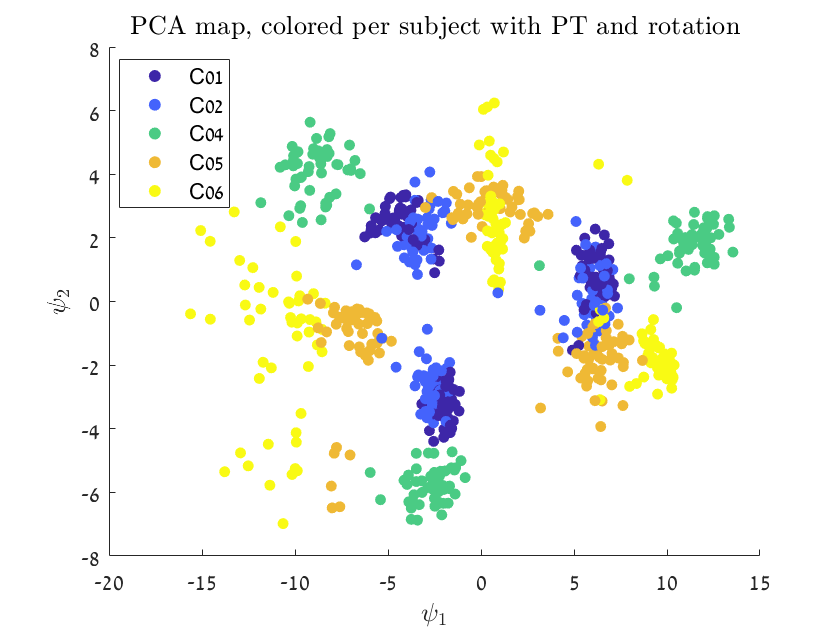 PCA map, colored per subject with PT and rotation
8
6
4
2
0
-2
-4
-6
-8
ψ₂
C01
C02
C04
C05
C06
-20 -15 -10 -5 0 5 10 15
ψ₁